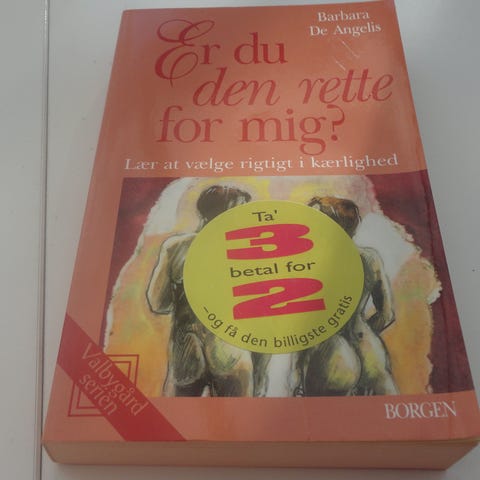 Barbara
De Angelis
Er du
den rette
for mig?
Lær at vælge rigtigt i kærlighed
Ta'
3
betal for
2
-og få den billigste gratis
Valbygård
serien
BORGEN